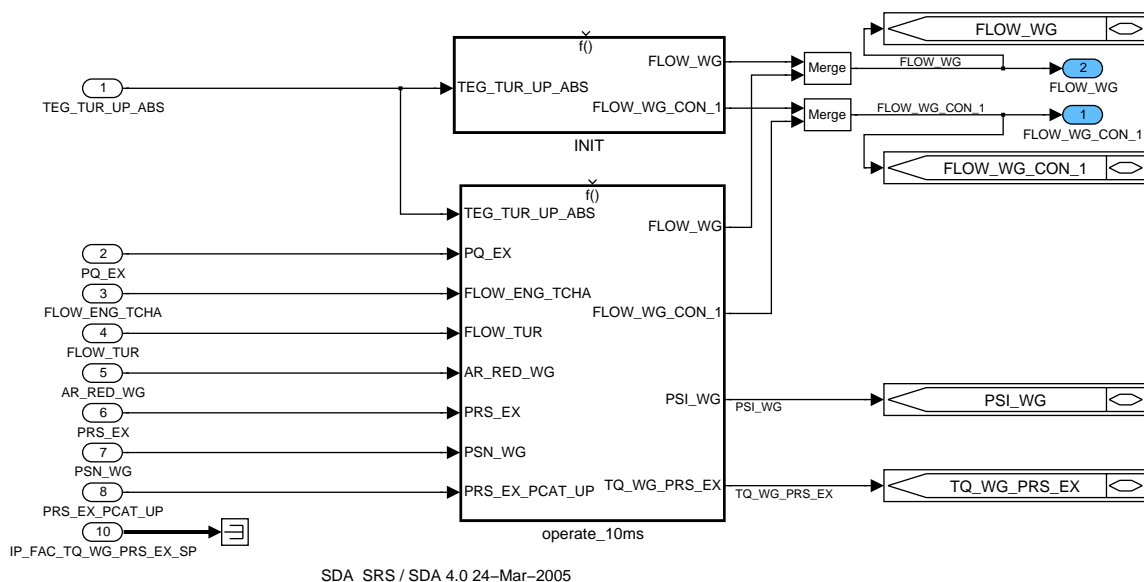 FLOW_WG
f()
FLOW_WG
Merge
FLOW_WG
2
FLOW_WG
1
TEG_TUR_UP_ABS
TEG_TUR_UP_ABS
FLOW_WG_CON_1
Merge
FLOW_WG_CON_1
1
FLOW_WG_CON_1
INIT
FLOW_WG_CON_1
f()
TEG_TUR_UP_ABS
FLOW_WG
2
PQ_EX
PQ_EX
3
FLOW_ENG_TCHA
FLOW_ENG_TCHA
FLOW_WG_CON_1
4
FLOW_TUR
FLOW_TUR
5
AR_RED_WG
AR_RED_WG
PSI_WG
PSI_WG
PSI_WG
6
PRS_EX
PRS_EX
7
PSN_WG
PSN_WG
8
PRS_EX_PCAT_UP
PRS_EX_PCAT_UP
TQ_WG_PRS_EX
TQ_WG_PRS_EX
TQ_WG_PRS_EX
10
IP_FAC_TQ_WG_PRS_EX_SP
operate_10ms
SDA SRS / SDA 4.0 24−Mar−2005